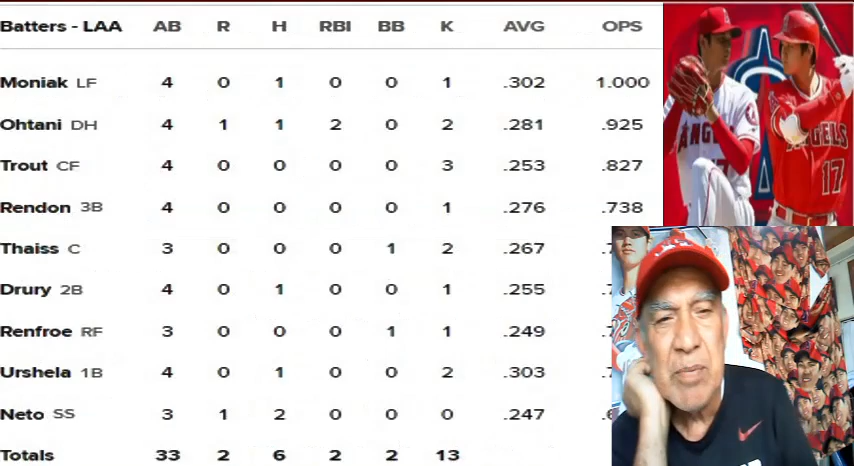 Batters - LAA AB R H RBI BB K AVG OPS
Moniak LF 4 0 1 0 0 1 .302 1.000
Ohtani DH 4 1 1 2 0 2 .281 .925
Trout CF 4 0 0 0 0 3 .253 .827
Rendon 3B 4 0 0 0 0 1 .276 .738
Thaiss C 3 0 0 0 1 2 .267
Drury 2B 4 0 1 0 0 1 .255
Renfroe RF 3 0 0 0 1 1 .249
Urshela 1B 4 0 1 0 0 2 .303
Neto SS 3 1 2 0 0 0 .247
Totals 33 2 6 2 2 13
17